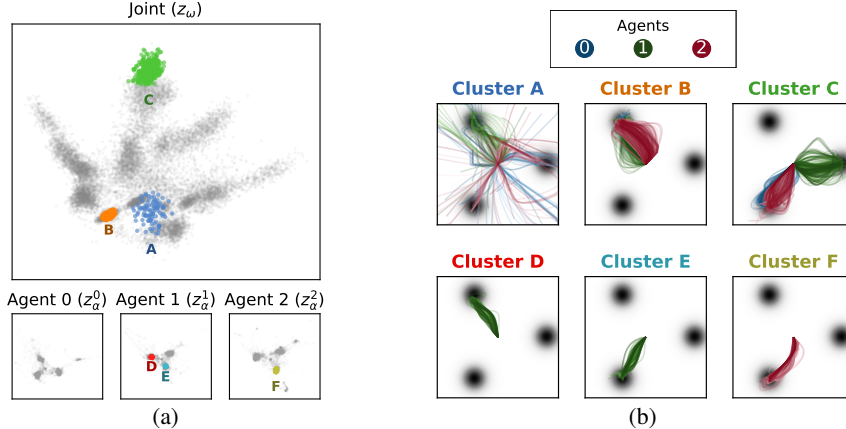 Joint (z_ω)
C
B
A
Agent 0 (z_α^0)
Agent 1 (z_α^1)
Agent 2 (z_α^2)
D
E
F
(a)
Agents
0 1 2
Cluster A
Cluster B
Cluster C
Cluster D
Cluster E
Cluster F
(b)